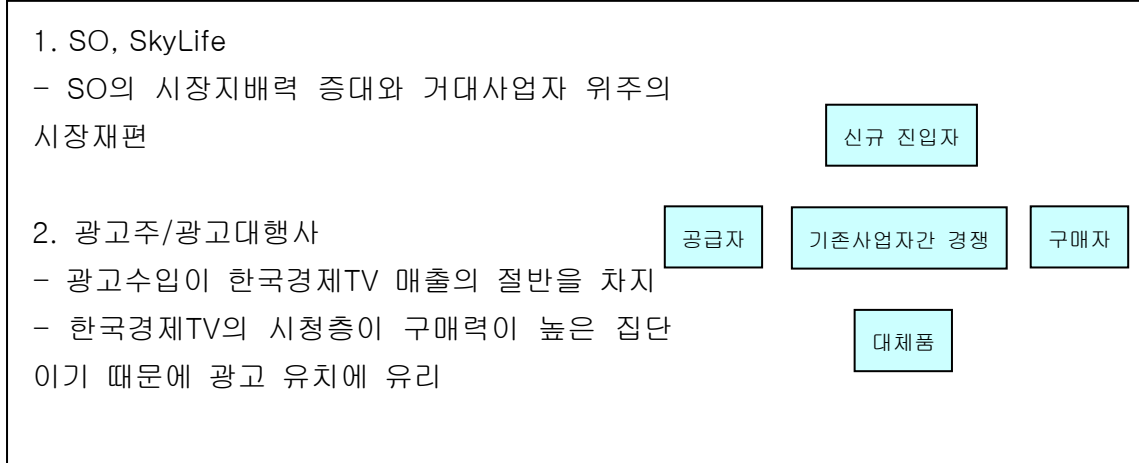 1. SO, SkyLife
- SO의 시장지배력 증대와 거대사업자 위주의
시장재편
신규 진입자
2. 광고주/광고대행사
공급자
기존사업자간 경쟁
구매자
- 광고수입이 한국경제TV 매출의 절반을 차지
- 한국경제TV의 시청층이 구매력이 높은 집단
이기 때문에 광고 유치에 유리
대체품